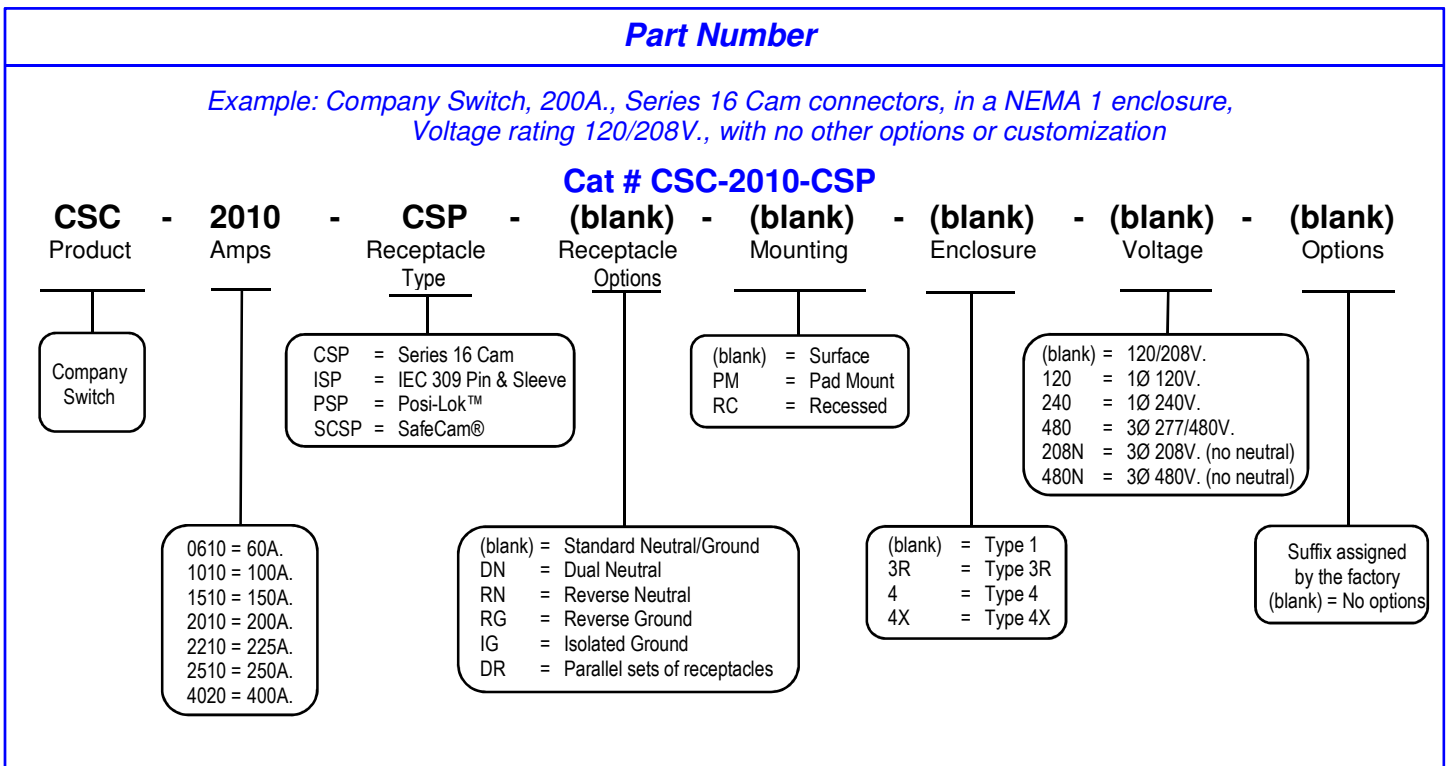 Part Number
Example: Company Switch, 200A., Series 16 Cam connectors, in a NEMA 1 enclosure,
Voltage rating 120/208V., with no other options or customization
Cat # CSC-2010-CSP
CSC - 2010 - CSP - (blank) - (blank) - (blank) - (blank) - (blank)
Product Amps Receptacle Receptacle Mounting Enclosure Voltage Options
Type Options
Company
Switch
0610 = 60A.
1010 = 100A.
1510 = 150A.
2010 = 200A.
2210 = 225A.
2510 = 250A.
4020 = 400A.
CSP = Series 16 Cam
ISP = IEC 309 Pin & Sleeve
PSP = Posi-Lok™
SCSP = SafeCam®
(blank) = Standard Neutral/Ground
DN = Dual Neutral
RN = Reverse Neutral
RG = Reverse Ground
IG = Isolated Ground
DR = Parallel sets of receptacles
(blank) = Surface
PM = Pad Mount
RC = Recessed
(blank) = Type 1
3R = Type 3R
4 = Type 4
4X = Type 4X
(blank) = 120/208V.
120 = 1Ø 120V.
240 = 1Ø 240V.
480 = 3Ø 277/480V.
208N = 3Ø 208V. (no neutral)
480N = 3Ø 480V. (no neutral)
Suffix assigned
by the factory
(blank) = No options